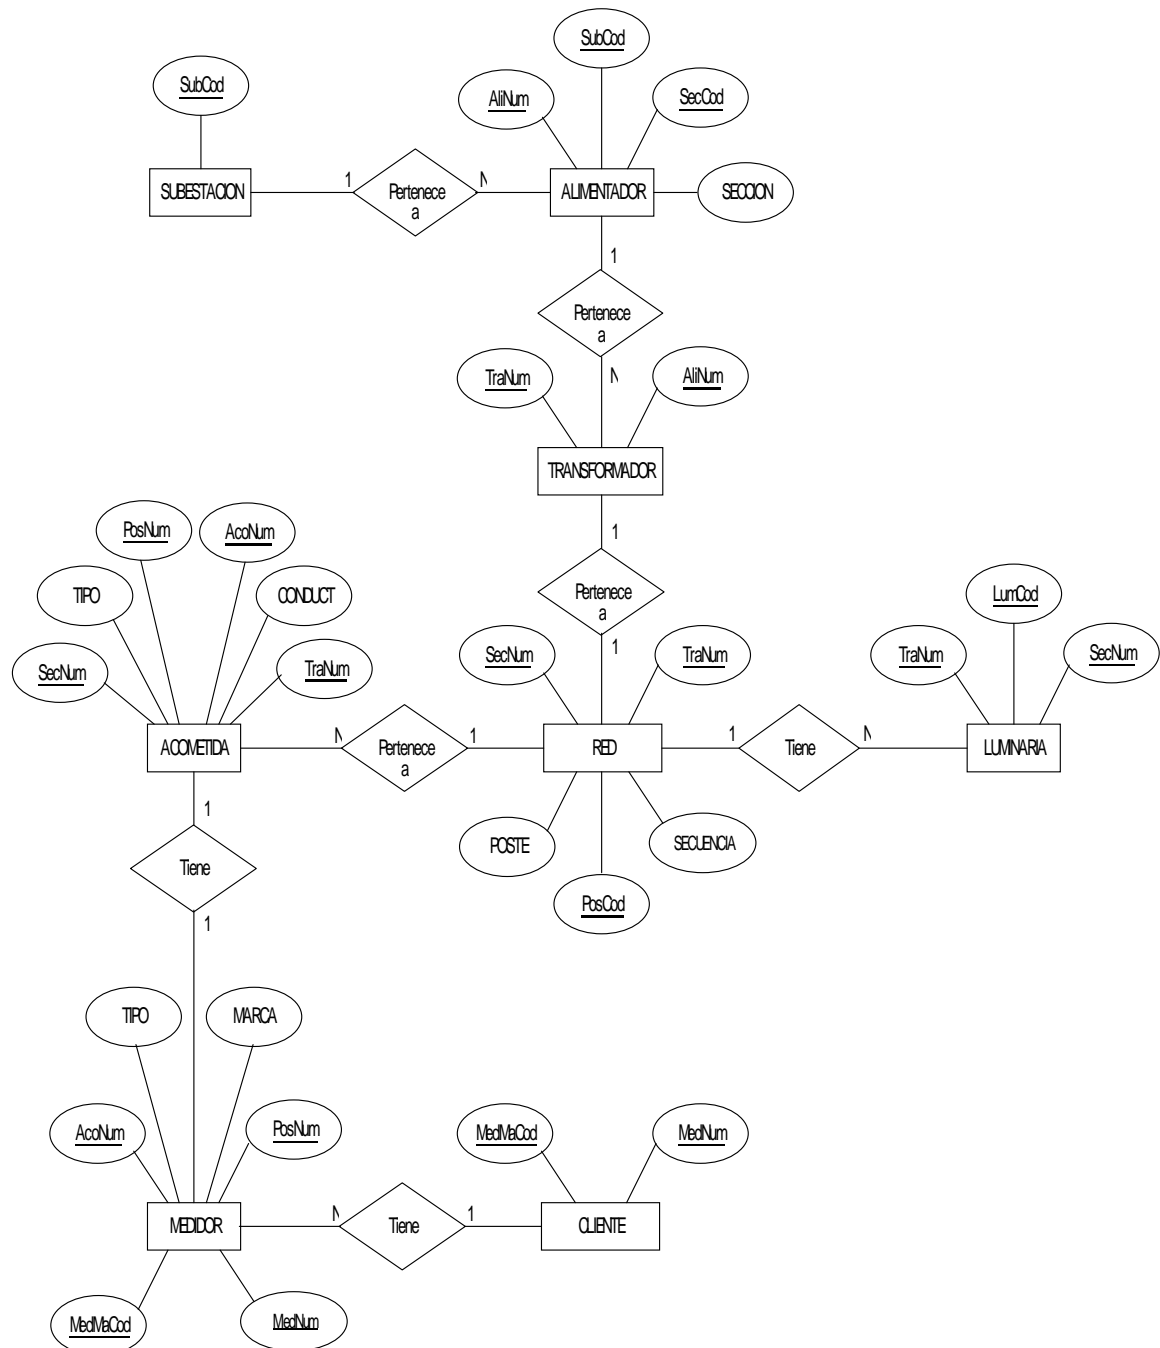 SubCod
SubCod
AliNum
SecCod
SUBESTACION
1
Pertenece
a
N
ALIMENTADOR
SECCION
1
Pertenece
a
N
TraNum
AliNum
TRANSFORMADOR
1
Pertenece
a
1
PosNum
AcoNum
TIPO
CONDUCT
SecNum
TraNum
SecNum
TraNum
LumCod
TraNum
SecNum
ACOMETIDA
N
Pertenece
a
1
RED
1
Tiene
N
LUMINARIA
POSTE
SECUENCIA
PosCod
1
Tiene
1
TIPO
MARCA
AcoNum
PosNum
MedMaCod
MedNum
MEDIDOR
N
Tiene
1
CLIENTE
MedMaCod
MedNum